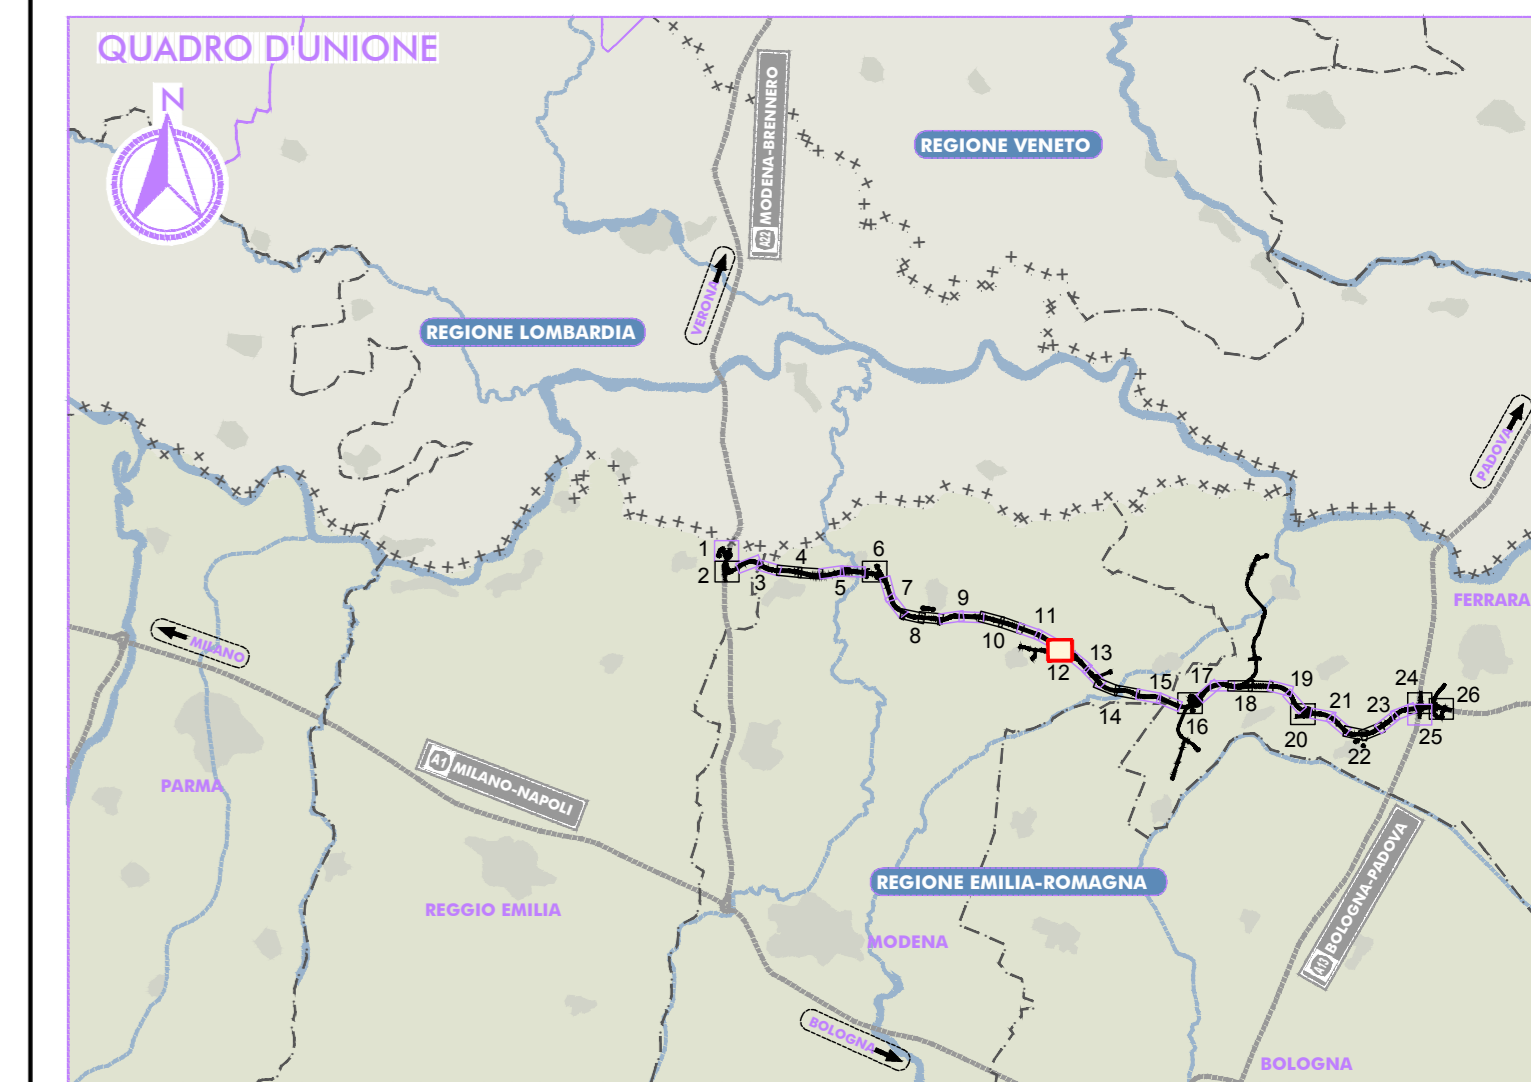 QUADRO D'UNIONE
N
A22 MODENA-BRENNERO
REGIONE VENETO
VERONA
REGIONE LOMBARDIA
PADOVA
1
2
3
4
5
6
7
8
9
10
11
12
13
14
15
16
17
18
19
20
21
22
23
24
25
26
FERRARA
MILANO
PARMA
A1 MILANO-NAPOLI
REGGIO EMILIA
REGIONE EMILIA-ROMAGNA
MODENA
A13 BOLOGNA-PADOVA
BOLOGNA
BOLOGNA